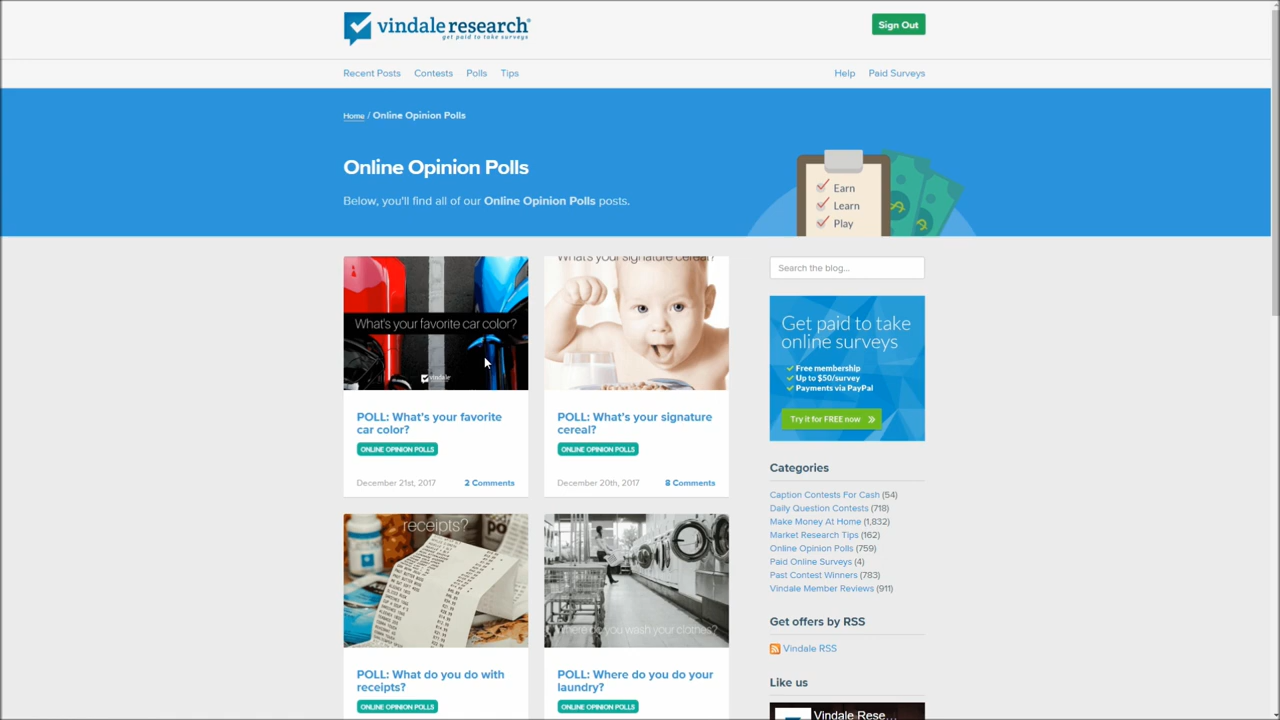 vindale research®
get paid to take surveys
Sign Out
Recent Posts Contests Polls Tips
Help Paid Surveys
Home / Online Opinion Polls
Online Opinion Polls
Below, you'll find all of our Online Opinion Polls posts.
Earn
Learn
Play
What's your favorite car color?
vindale
POLL: What's your favorite
car color?
ONLINE OPINION POLLS
December 21st, 2017 2 Comments
What's your signature cereal?
POLL: What's your signature
cereal?
ONLINE OPINION POLLS
December 20th, 2017 8 Comments
receipts?
POLL: What do you do with
receipts?
ONLINE OPINION POLLS
Where do you wash your clothes?
POLL: Where do you do your
laundry?
ONLINE OPINION POLLS
Search the blog...
Get paid to take
online surveys
Free membership
Up to $50/survey
Payments via PayPal
Try it for FREE now
Categories
Caption Contests For Cash (54)
Daily Question Contests (718)
Make Money At Home (1,832)
Market Research Tips (162)
Online Opinion Polls (759)
Paid Online Surveys (4)
Past Contest Winners (783)
Vindale Member Reviews (911)
Get offers by RSS
Vindale RSS
Like us
Vindale Rese...